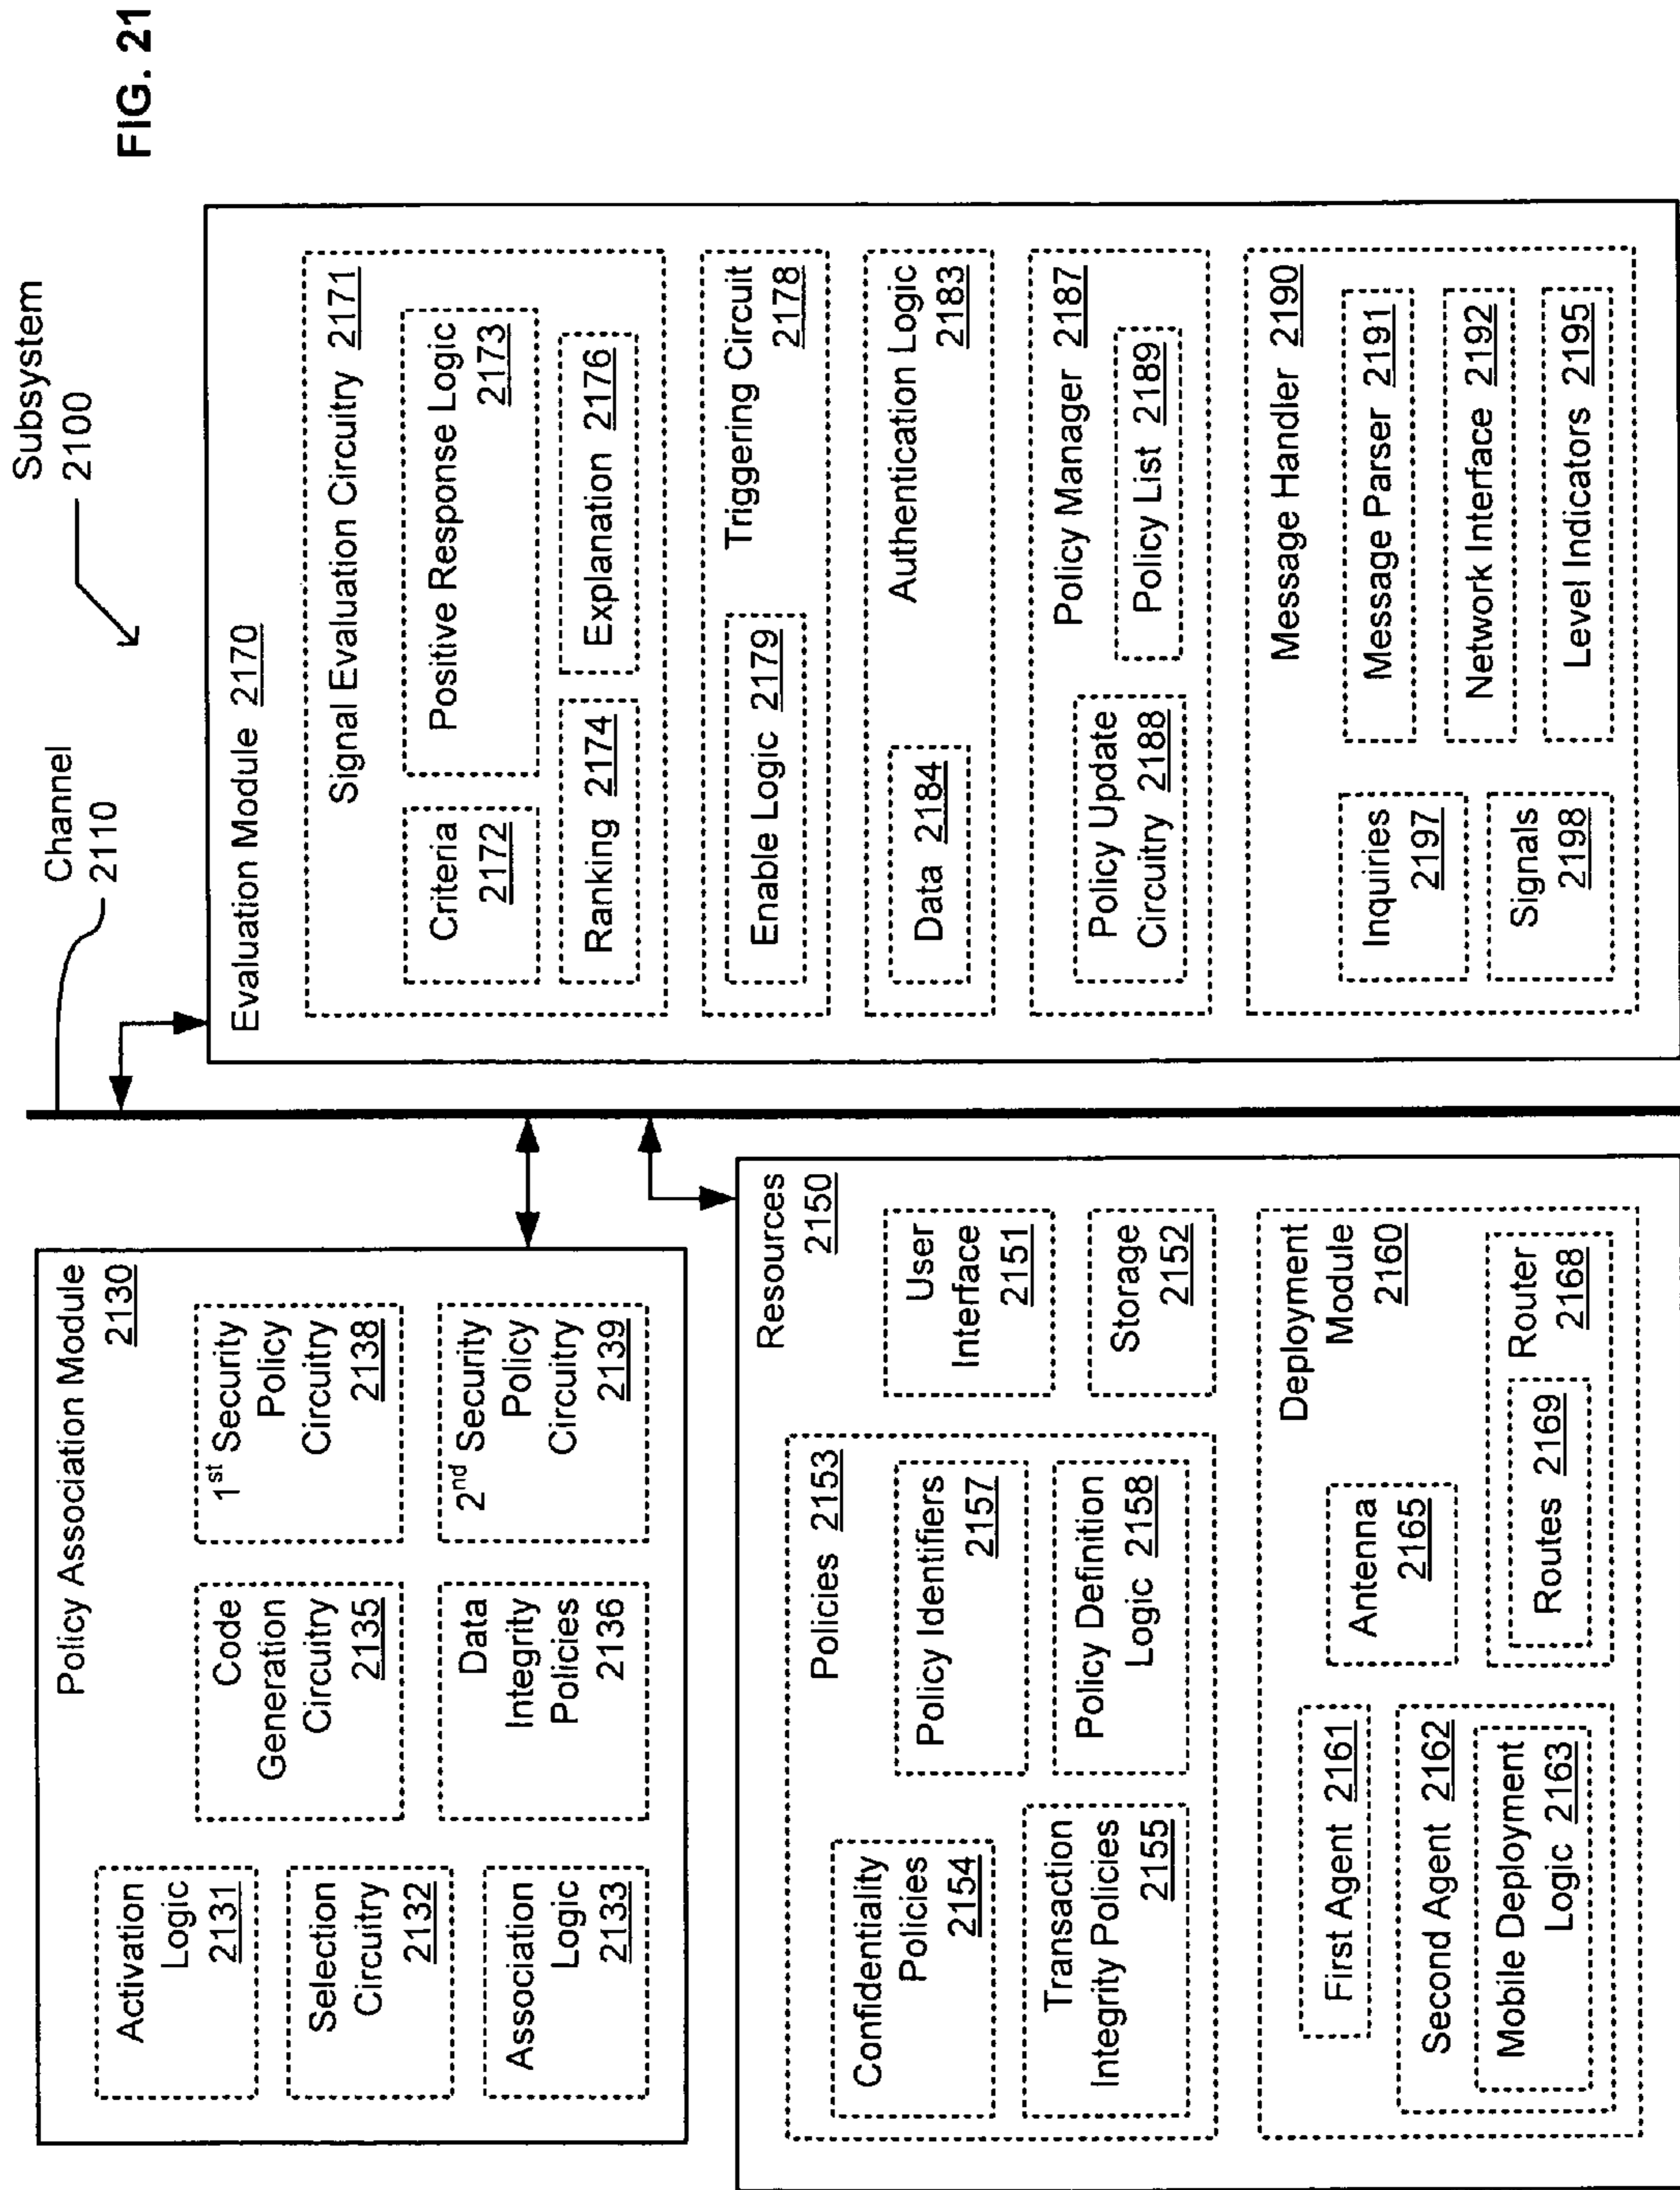 FIG. 21
Subsystem
2100
Channel
2110
Policy Association Module
2130
Activation
Logic
2131
Selection
Circuitry
2132
Association
Logic
2133
Code
Generation
Circuitry
2135
Data
Integrity
Policies
2136
1st Security
Policy
Circuitry
2138
2nd Security
Policy
Circuitry
2139
Resources
2150
User
Interface
2151
Storage
2152
Policies 2153
Confidentiality
Policies
2154
Transaction
Integrity Policies
2155
Policy Identifiers
2157
Policy Definition
Logic 2158
Deployment
Module
2160
First Agent 2161
Second Agent 2162
Mobile Deployment
Logic 2163
Antenna
2165
Router
2168
Routes 2169
Evaluation Module 2170
Signal Evaluation Circuitry 2171
Criteria
2172
Positive Response Logic
2173
Ranking 2174
Explanation 2176
Triggering Circuit
2178
Enable Logic 2179
Authentication Logic
2183
Data 2184
Policy Manager 2187
Policy Update
Circuitry 2188
Policy List 2189
Message Handler 2190
Message Parser 2191
Network Interface 2192
Level Indicators 2195
Inquiries
2197
Signals
2198